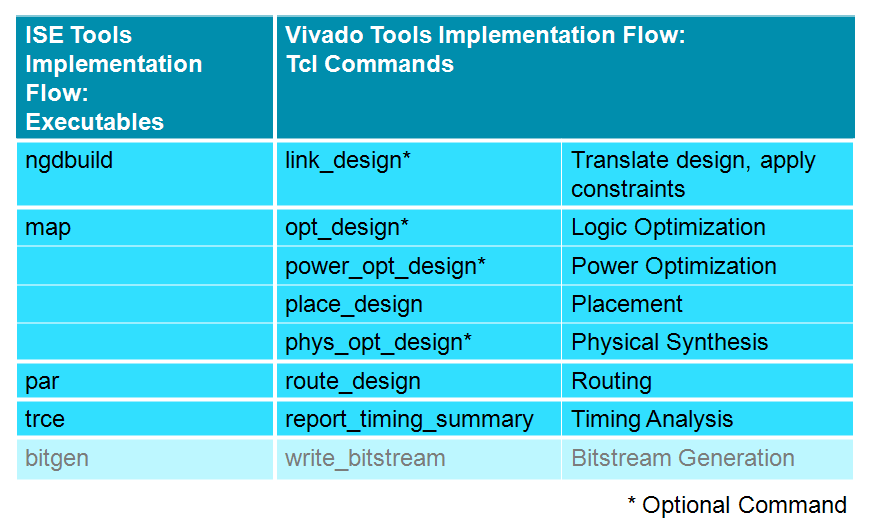 ISE Tools
Implementation
Flow:
Executables
Vivado Tools Implementation Flow:
Tcl Commands
ngdbuild
link_design*
Translate design, apply
constraints
map
opt_design*
Logic Optimization
power_opt_design*
Power Optimization
place_design
Placement
phys_opt_design*
Physical Synthesis
par
route_design
Routing
trce
report_timing_summary
Timing Analysis
bitgen
write_bitstream
Bitstream Generation
* Optional Command